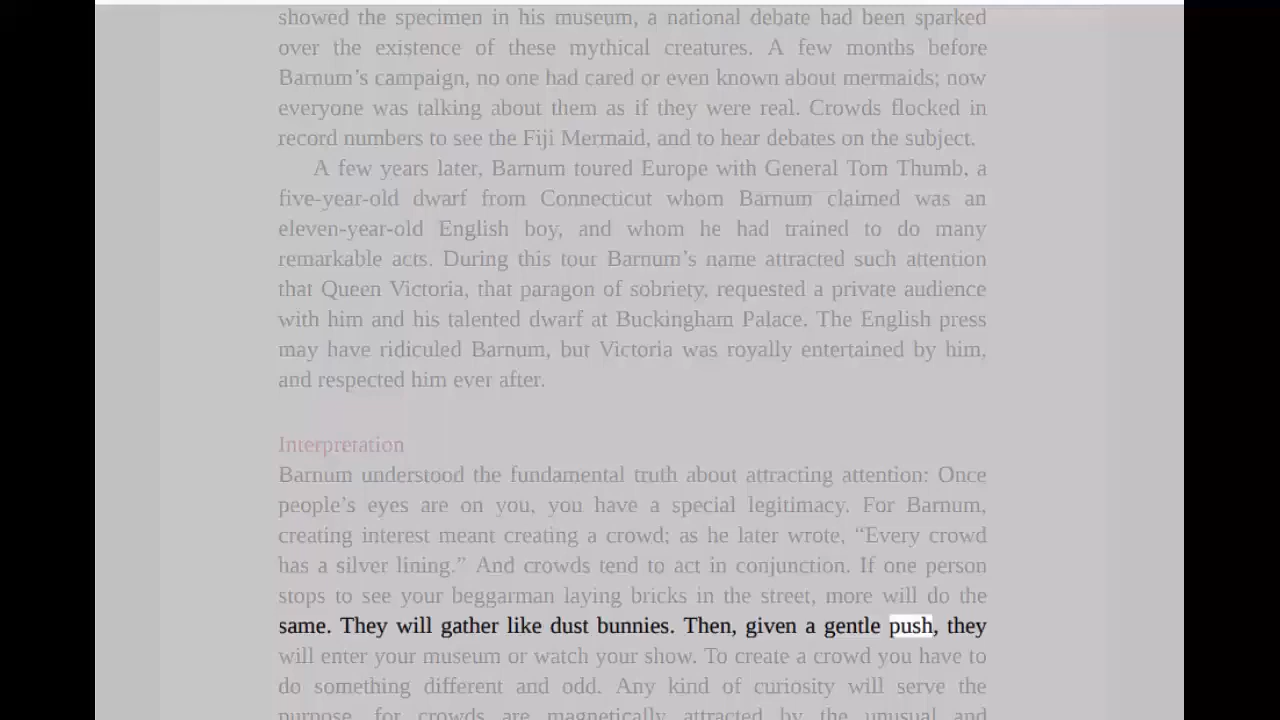 showed the specimen in his museum, a national debate had been sparked
over the existence of these mythical creatures. A few months before
Barnum’s campaign, no one had cared or even known about mermaids; now
everyone was talking about them as if they were real. Crowds flocked in
record numbers to see the Fiji Mermaid, and to hear debates on the subject.
A few years later, Barnum toured Europe with General Tom Thumb, a
five-year-old dwarf from Connecticut whom Barnum claimed was an
eleven-year-old English boy, and whom he had trained to do many
remarkable acts. During this tour Barnum’s name attracted such attention
that Queen Victoria, that paragon of sobriety, requested a private audience
with him and his talented dwarf at Buckingham Palace. The English press
may have ridiculed Barnum, but Victoria was royally entertained by him,
and respected him ever after.
Interpretation
Barnum understood the fundamental truth about attracting attention: Once
people’s eyes are on you, you have a special legitimacy. For Barnum,
creating interest meant creating a crowd; as he later wrote, “Every crowd
has a silver lining.” And crowds tend to act in conjunction. If one person
stops to see your beggarman laying bricks in the street, more will do the
same. They will gather like dust bunnies. Then, given a gentle push, they
will enter your museum or watch your show. To create a crowd you have to
do something different and odd. Any kind of curiosity will serve the
purpose, for crowds are magnetically attracted by the unusual and